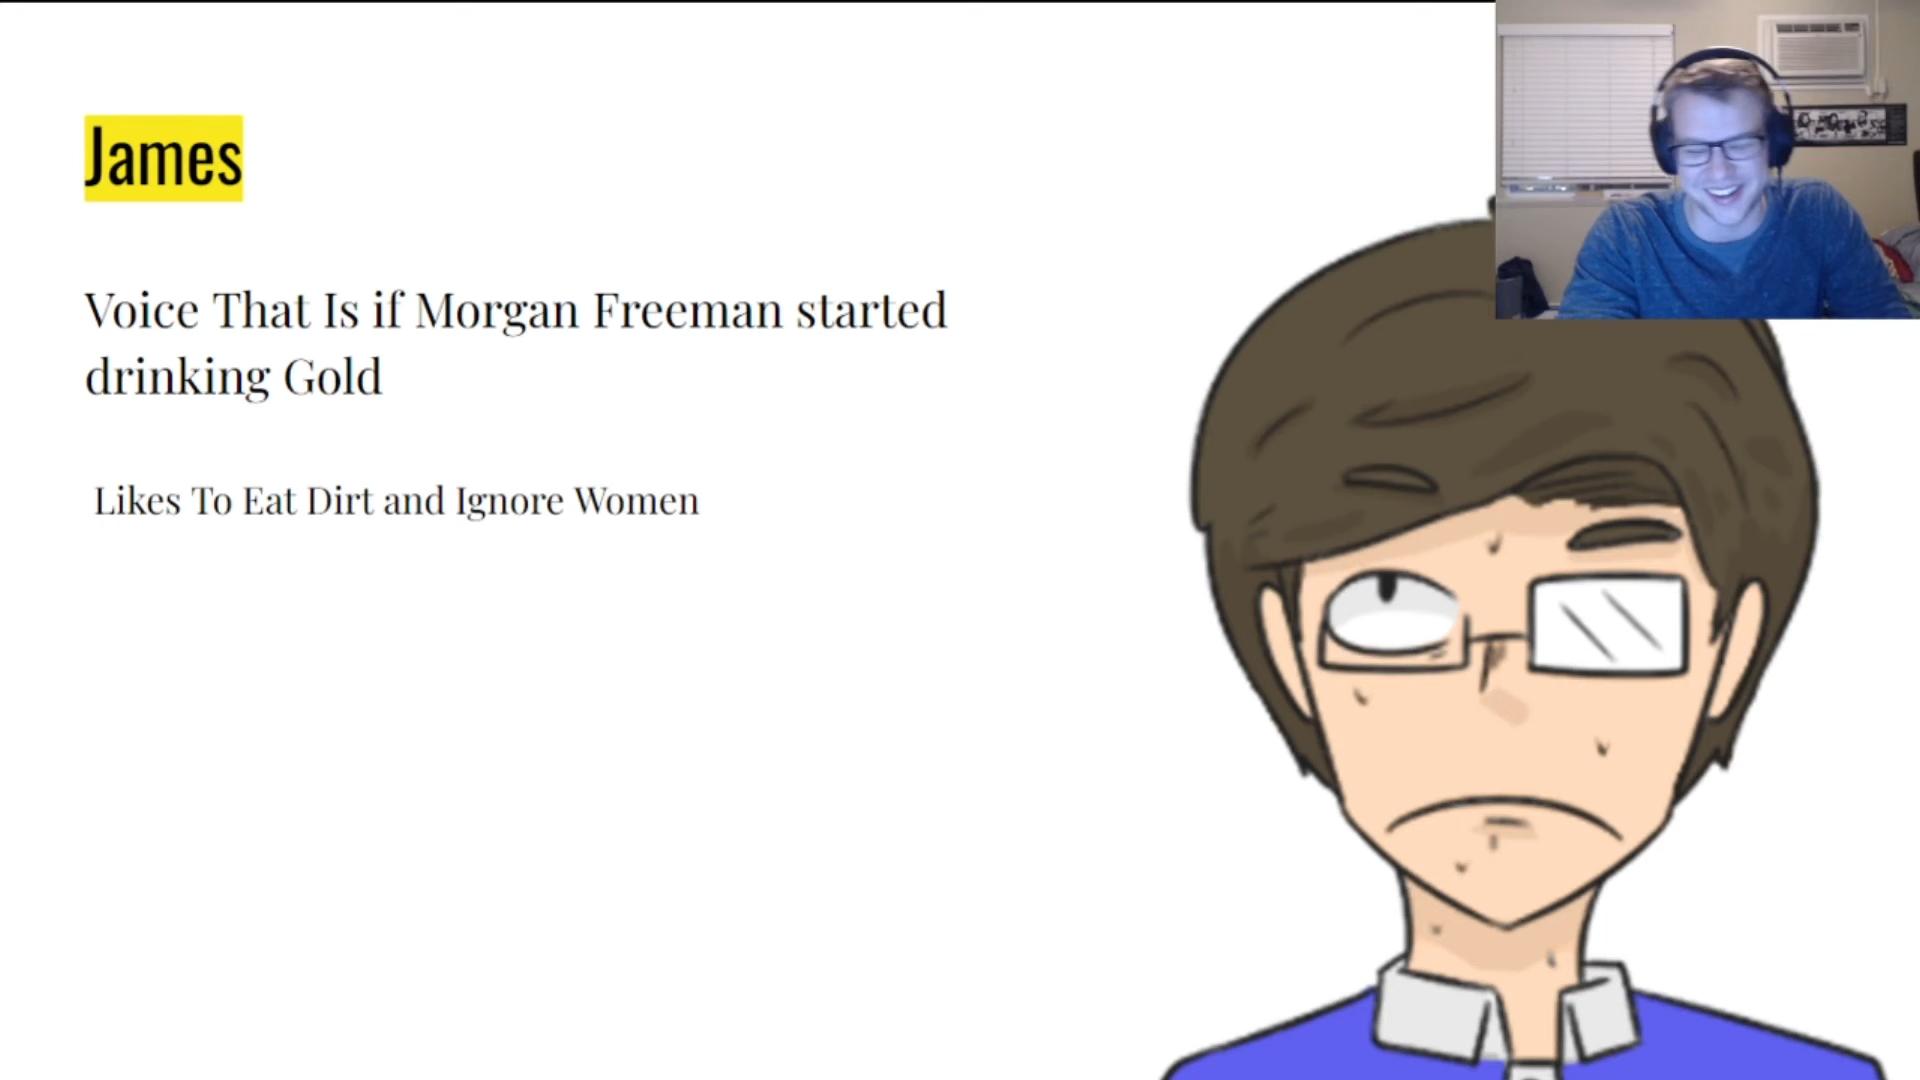 James
Voice That Is if Morgan Freeman started
drinking Gold
Likes To Eat Dirt and Ignore Women